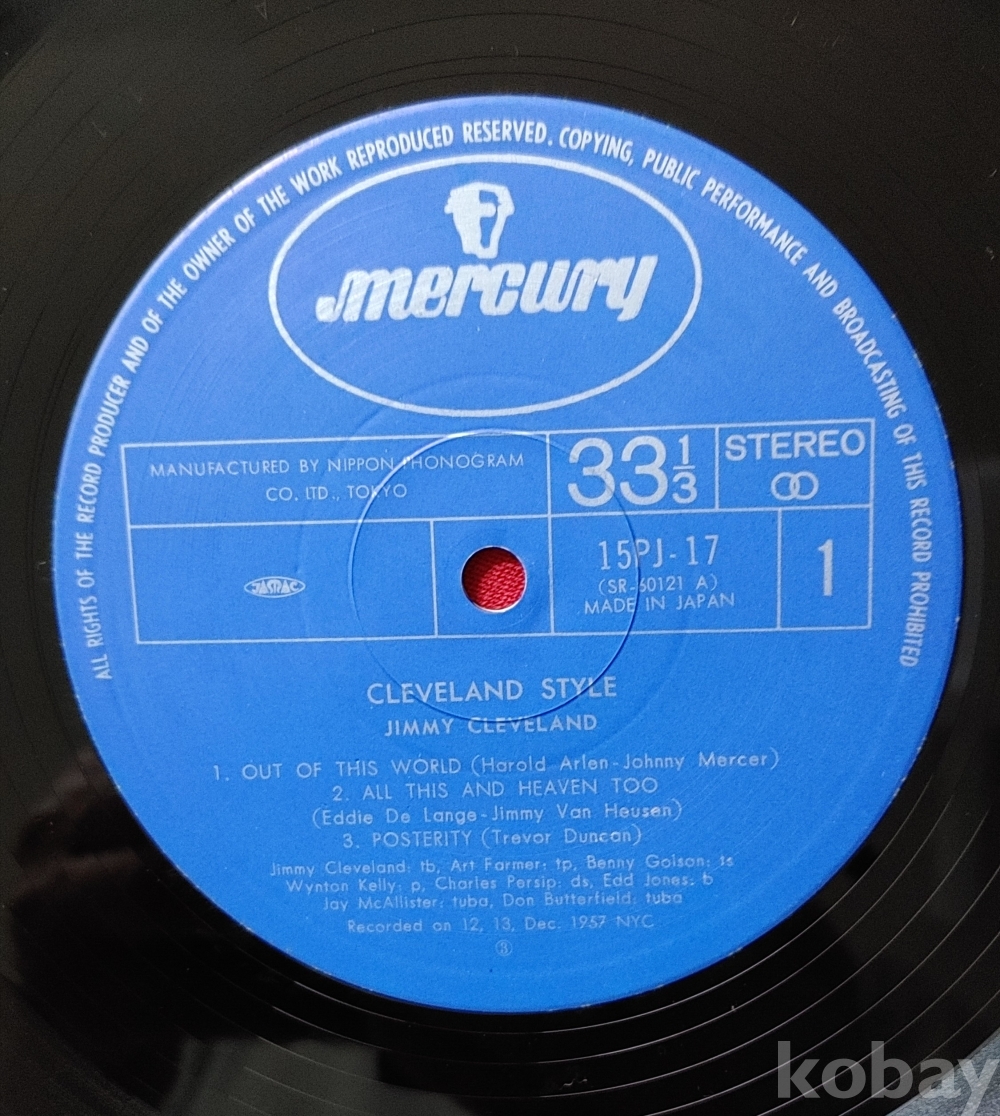 ALL RIGHTS OF THE RECORD PRODUCER AND OF THE OWNER OF THE WORK REPRODUCED RESERVED. COPYING, PUBLIC PERFORMANCE AND BROADCASTING OF THIS RECORD PROHIBITED
mercury
MANUFACTURED BY NIPPON PHONOGRAM
CO. LTD., TOKYO
33 1/3
STEREO
JASRAC
15PJ-17
(SR-60121 A)
MADE IN JAPAN
1
CLEVELAND STYLE
JIMMY CLEVELAND
1. OUT OF THIS WORLD (Harold Arlen-Johnny Mercer)
2. ALL THIS AND HEAVEN TOO
(Eddie De Lange-Jimmy Van Heusen)
3. POSTERITY (Trevor Duncan)
Jimmy Cleveland: tb, Art Farmer: tp, Benny Golson: ts
Wynton Kelly: p, Charles Persip: ds, Edd Jones: b
Jay McAllister: tuba, Don Butterfield: tuba
Recorded on 12, 13, Dec. 1957 NYC
kobay